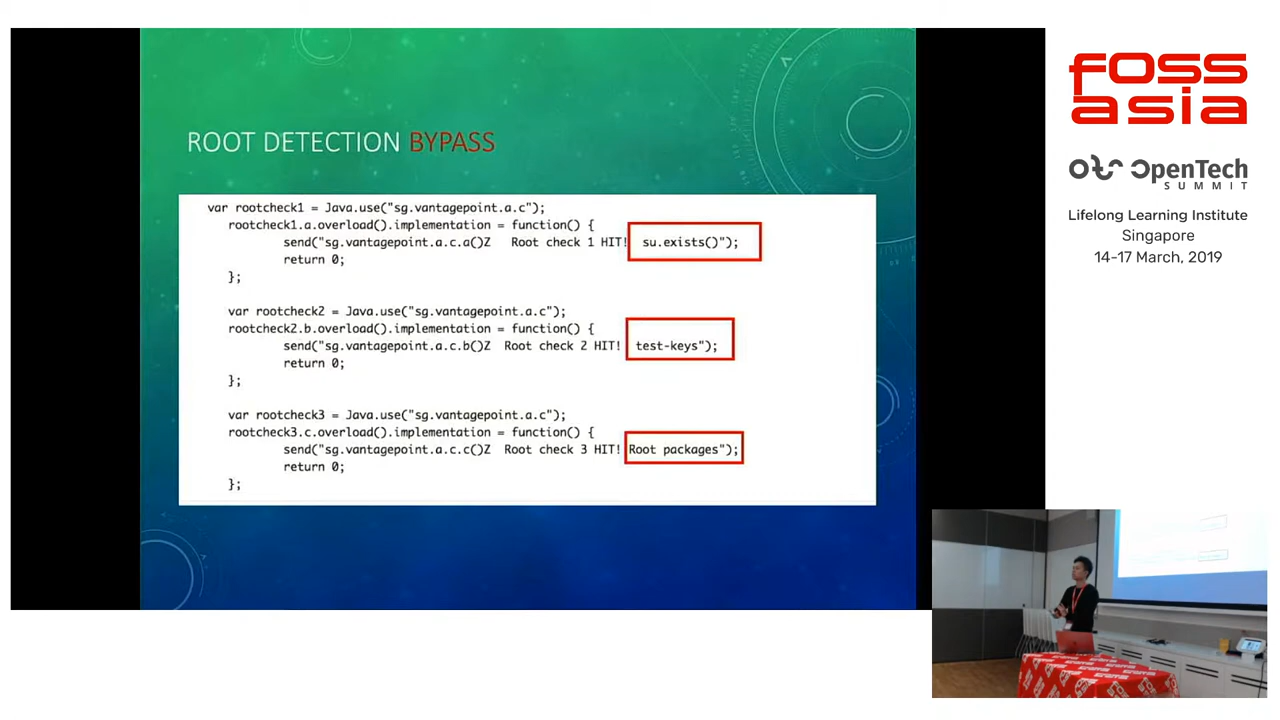 ROOT DETECTION BYPASS
var rootcheck1 = Java.use("sg.vantagepoint.a.c");
rootcheck1.a.overload().implementation = function() {
send("sg.vantagepoint.a.c.a()Z Root check 1 HIT! su.exists()");
return 0;
};
var rootcheck2 = Java.use("sg.vantagepoint.a.c");
rootcheck2.b.overload().implementation = function() {
send("sg.vantagepoint.a.c.b()Z Root check 2 HIT! test-keys");
return 0;
};
var rootcheck3 = Java.use("sg.vantagepoint.a.c");
rootcheck3.c.overload().implementation = function() {
send("sg.vantagepoint.a.c.c()Z Root check 3 HIT! Root packages");
return 0;
};
FOSS
asia
OTS OpenTech
SUMMIT
Lifelong Learning Institute
Singapore
14-17 March, 2019